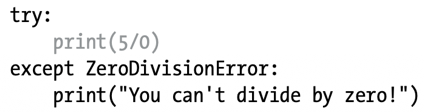 try:
    print(5/0)
except ZeroDivisionError:
    print("You can't divide by zero!")